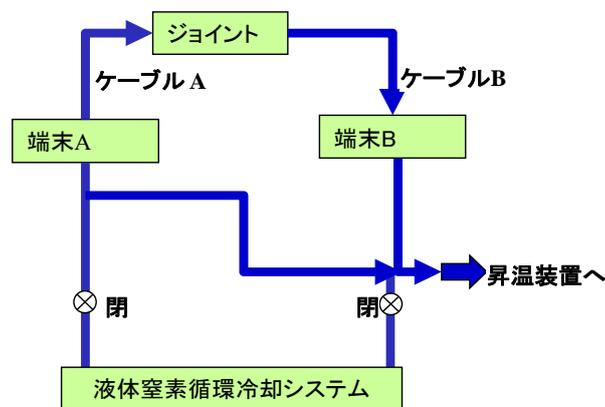 ジョイント
ケーブル A
ケーブルB
端末A
端末B
昇温装置へ
閉
閉
液体窒素循環冷却システム